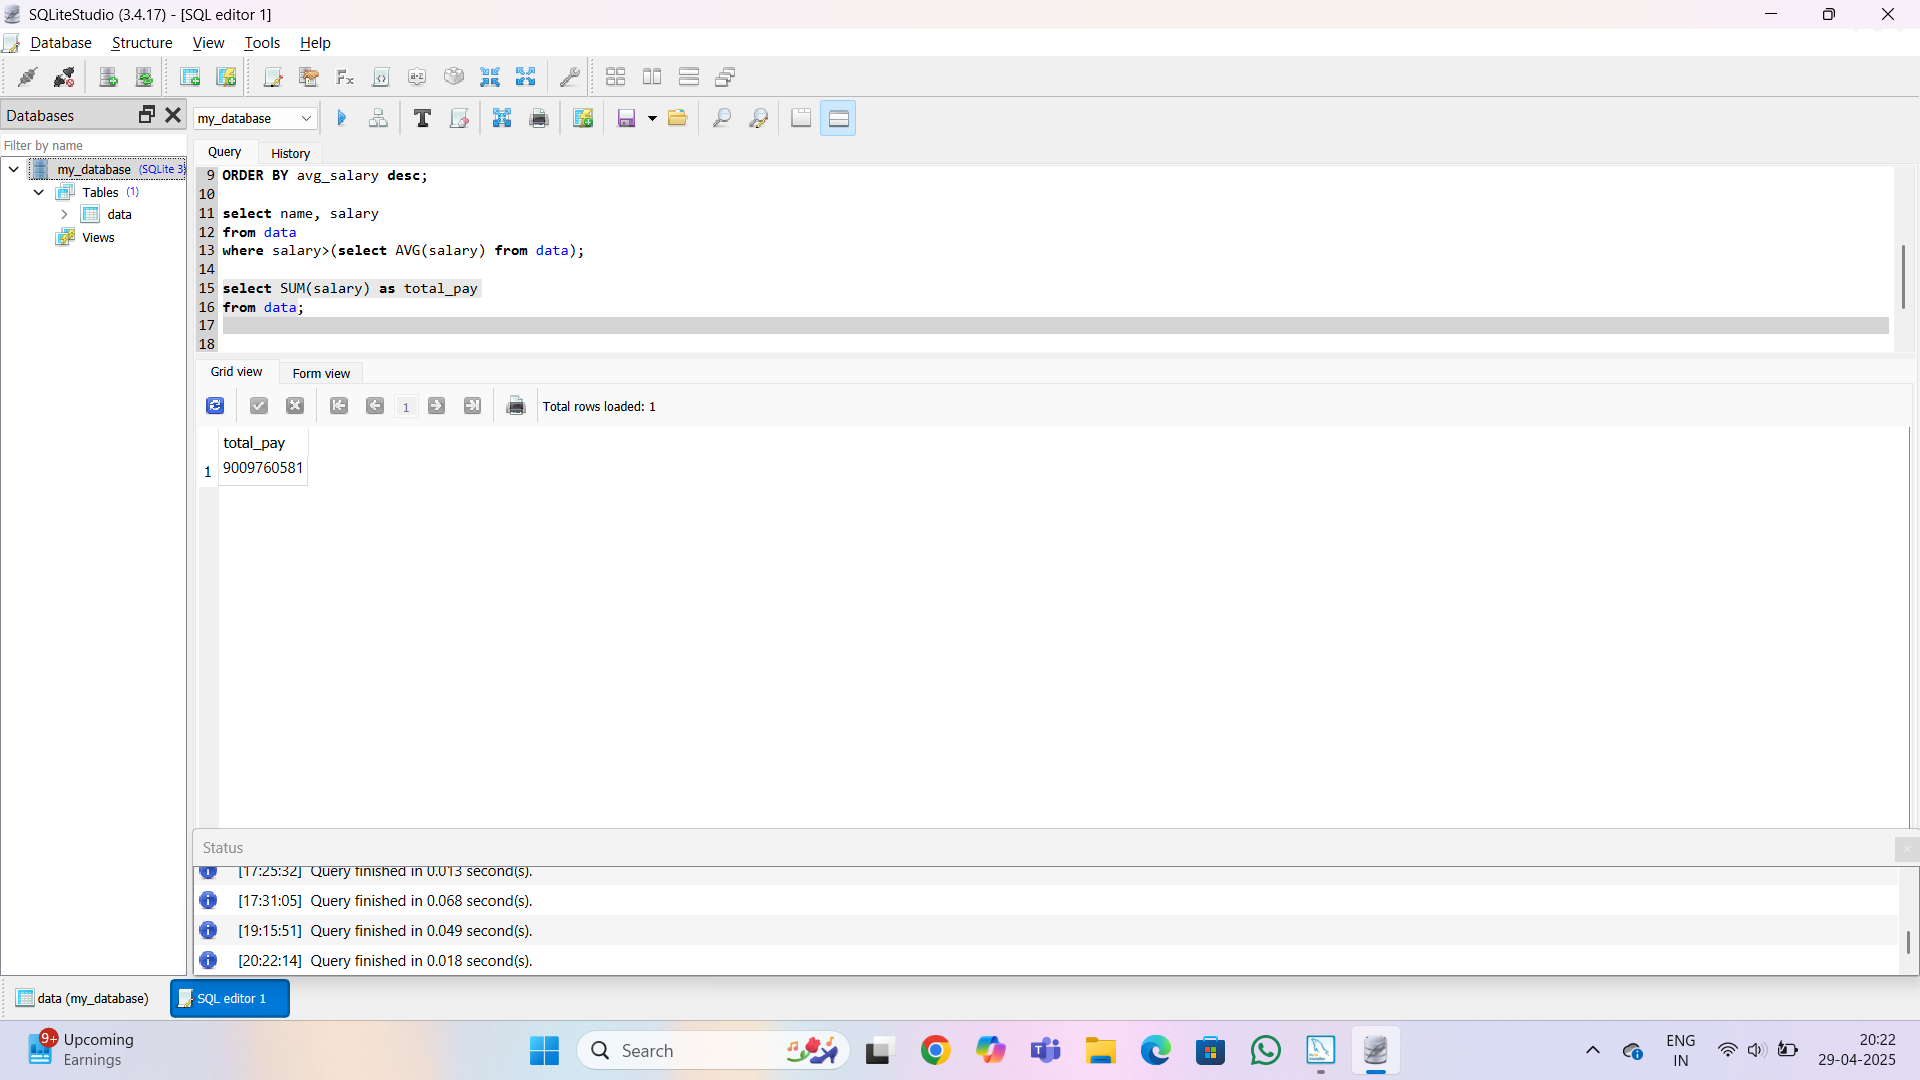 SQLiteStudio (3.4.17) - [SQL editor 1]
Database Structure View Tools Help
Databases
my_database
Filter by name
Query History
my_database (SQLite 3)
Tables (1)
data
Views
9 ORDER BY avg_salary desc;
10
11 select name, salary
12 from data
13 where salary>(select AVG(salary) from data);
14
15 select SUM(salary) as total_pay
16 from data;
17
18
Grid view Form view
1 Total rows loaded: 1
total_pay
1 9009760581
Status
[17:25:32] Query finished in 0.013 second(s).
[17:31:05] Query finished in 0.068 second(s).
[19:15:51] Query finished in 0.049 second(s).
[20:22:14] Query finished in 0.018 second(s).
data (my_database) SQL editor 1
9+ Upcoming
Earnings
Search
ENG
IN
20:22
29-04-2025